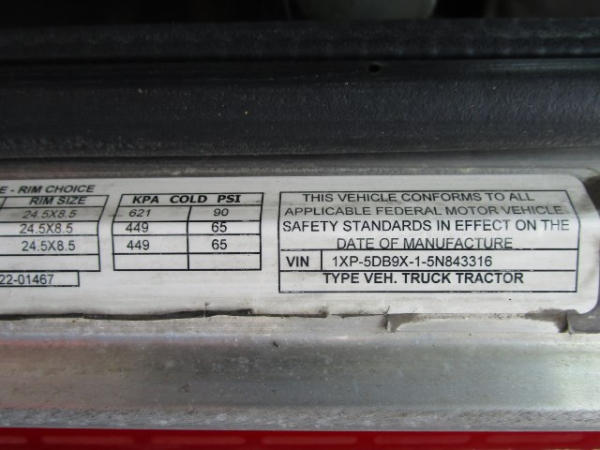 E - RIM CHOICE
RIM SIZE
24.5X8.5
24.5X8.5
24.5X8.5
22-01467
KPA COLD PSI
621 90
449 65
449 65
THIS VEHICLE CONFORMS TO ALL
APPLICABLE FEDERAL MOTOR VEHICLE
SAFETY STANDARDS IN EFFECT ON THE
DATE OF MANUFACTURE
VIN 1XP-5DB9X-1-5N843316
TYPE VEH. TRUCK TRACTOR